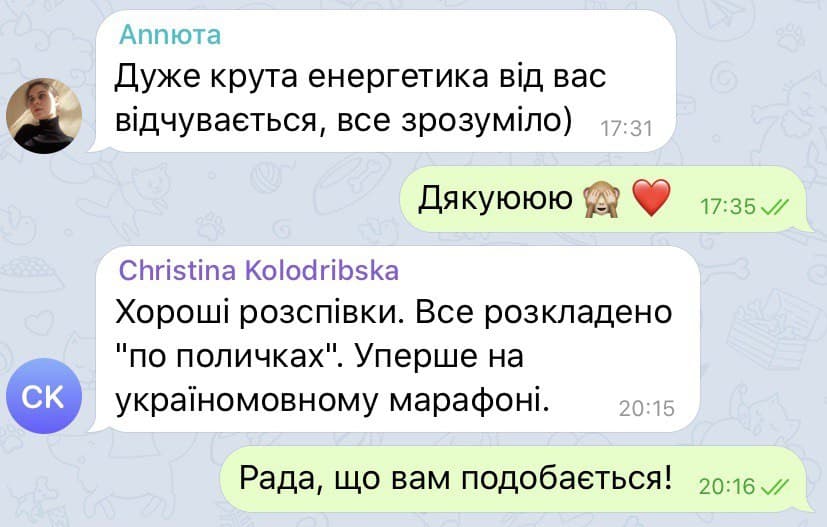 Annюта
Дуже крута енергетика від вас
відчувається, все зрозуміло)
17:31
Дякуююю 🙈 ❤️
17:35
Christina Kolodribska
Хороші розспівки. Все розкладено
"по поличках". Уперше на
україномовному марафоні.
20:15
CK
Рада, що вам подобається!
20:16